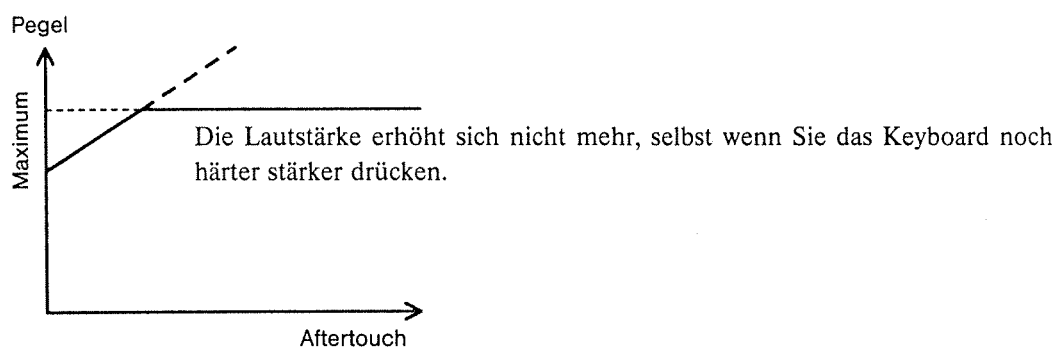 Pegel
Maximum
Die Lautstärke erhöht sich nicht mehr, selbst wenn Sie das Keyboard noch
härter stärker drücken.
Aftertouch